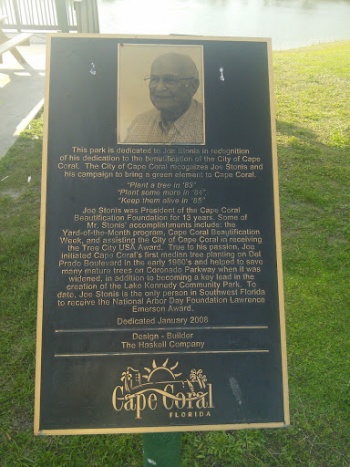 This park is dedicated to Joe Stonis in recognition
of his dedication to the beautification of the City of Cape
Coral. The City of Cape Coral recognizes Joe Stonis and
his campaign to bring a green element to Cape Coral.
"Plant a tree in '83"
"Plant some more in '84",
"Keep them alive in '85"
Joe Stonis was President of the Cape Coral
Beautification Foundation for 13 years. Some of
Mr. Stonis' accomplishments include: the
Yard-of-the-Month program, Cape Coral Beautification
Week, and assisting the City of Cape Coral in receiving
the Tree City USA Award. True to his passion, Joe
initiated Cape Coral's first median tree planting on Del
Prado Boulevard in the early 1980's and helped to save
many mature trees on Coronado Parkway when it was
widened, in addition to becoming a key lead in the
creation of the Lake Kennedy Community Park. To
date, Joe Stonis is the only person in Southwest Florida
to receive the National Arbor Day Foundation Lawrence
Emerson Award.
Dedicated January 2008
Design - Builder
The Haskell Company
Cape Coral
FLORIDA